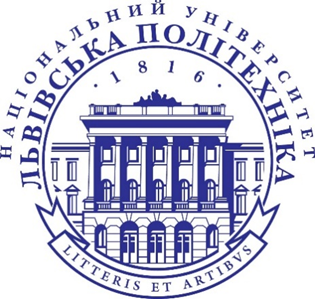 НАЦІОНАЛЬНИЙ УНІВЕРСИТЕТ
ЛЬВІВСЬКА ПОЛІТЕХНІКА
· 1816 ·
LITTERIS ET ARTIBVS